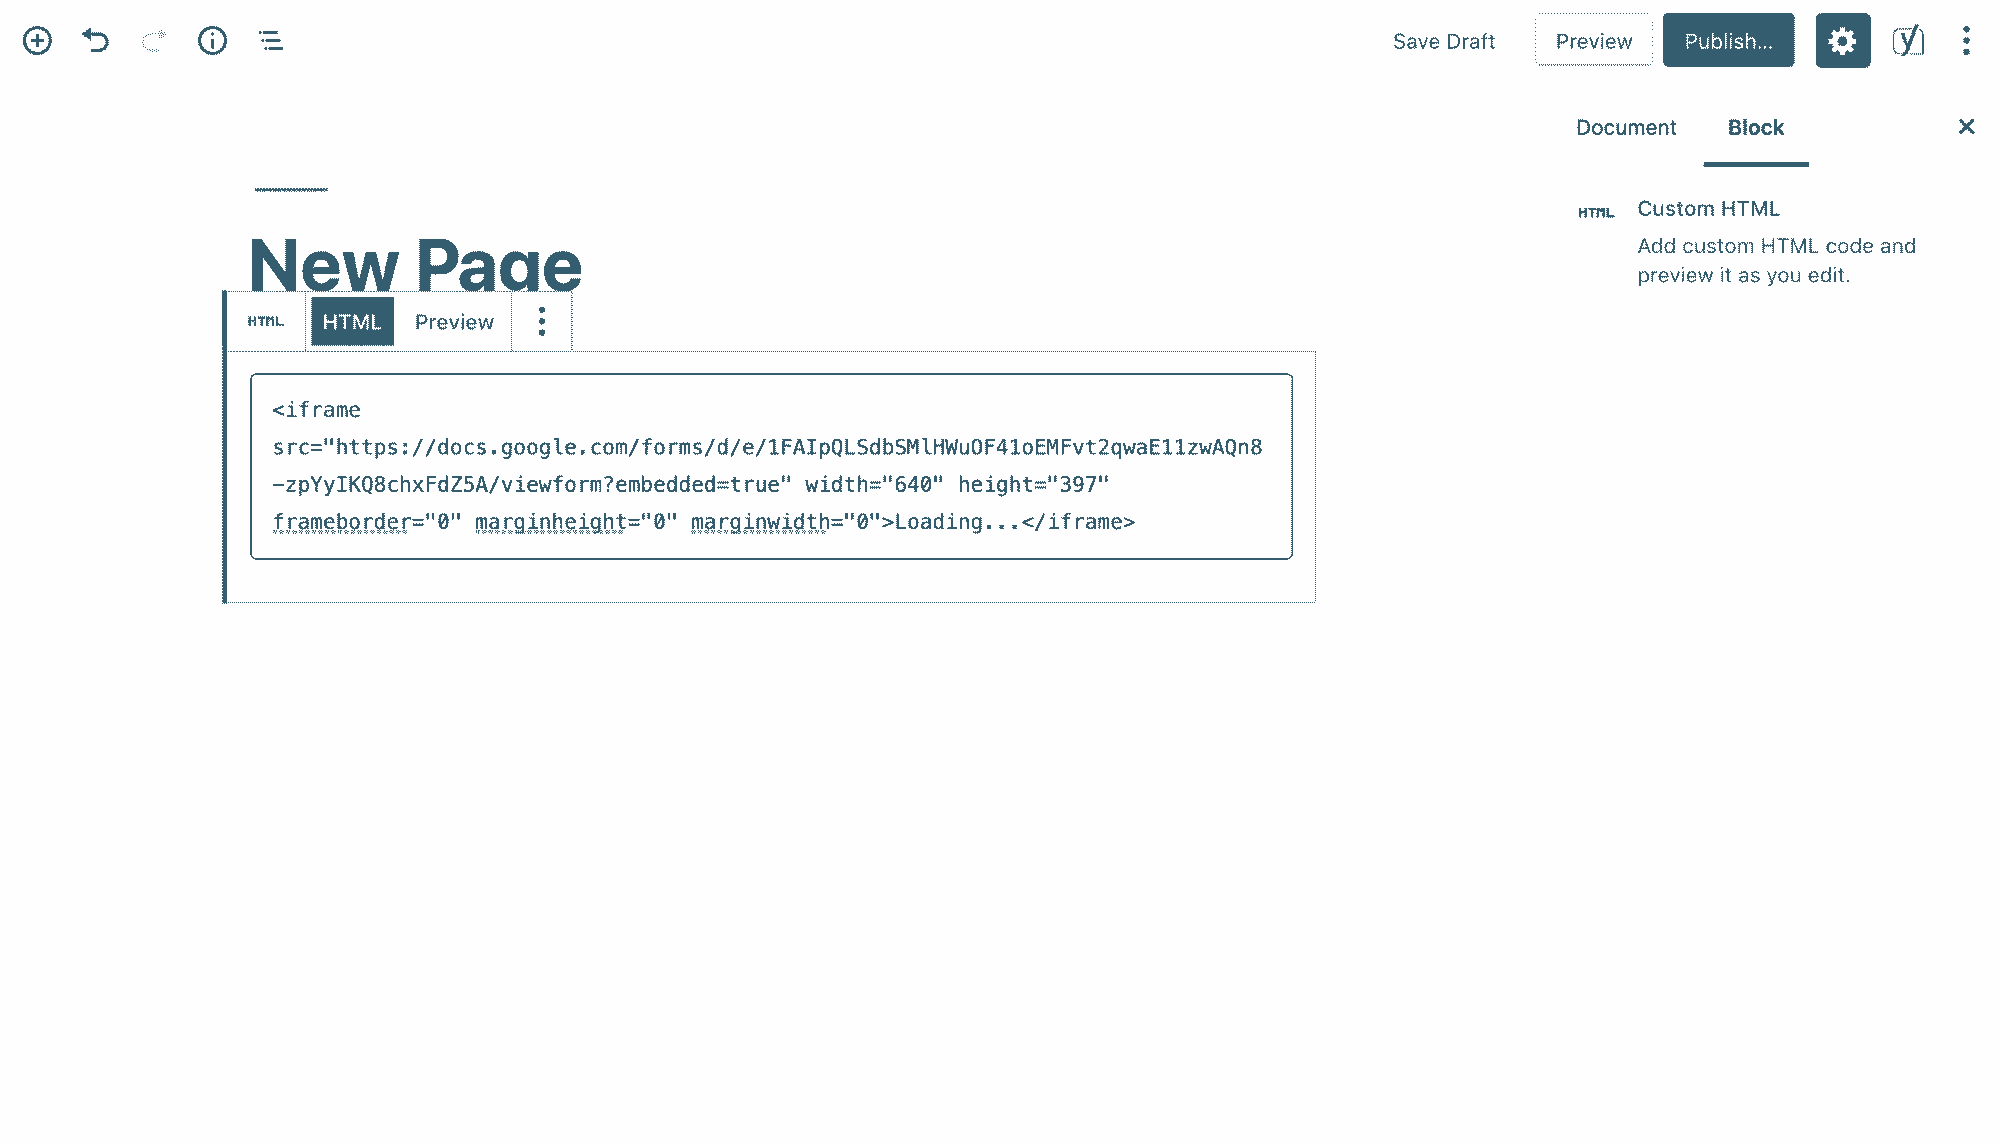 Save Draft Preview Publish...
Document Block
HTML Custom HTML
Add custom HTML code and
preview it as you edit.
New Page
HTML HTML Preview
<iframe
src="https://docs.google.com/forms/d/e/1FAIpQLSdbSMlHWuOF41oEMFvt2qwaE11zwAQn8
-zpYyIKQ8chxFdZ5A/viewform?embedded=true" width="640" height="397"
frameborder="0" marginheight="0" marginwidth="0">Loading...</iframe>